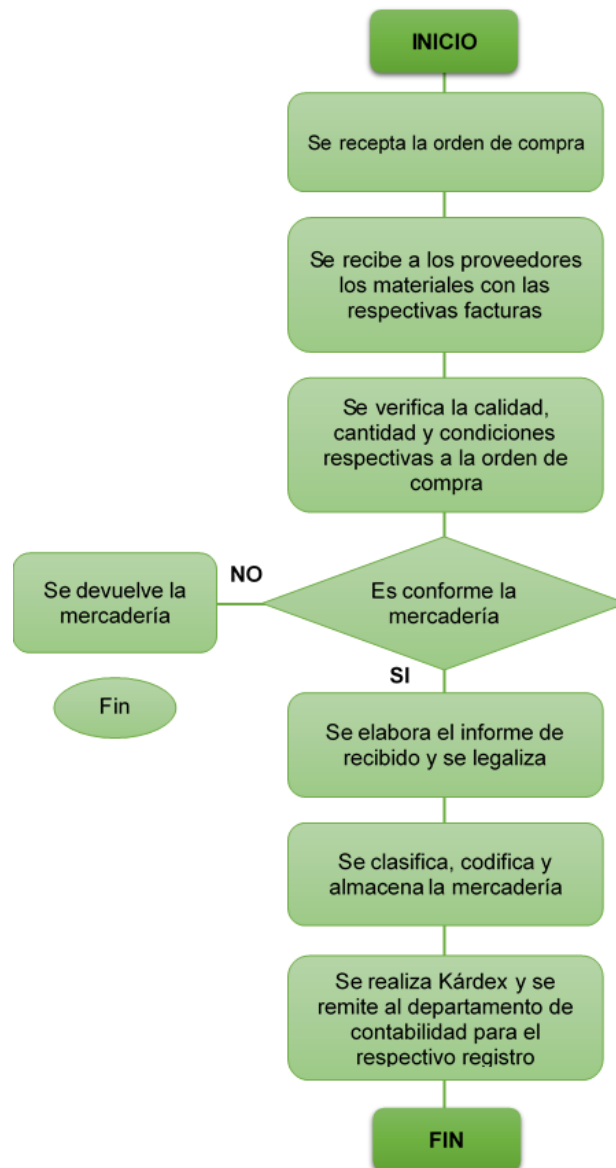 INICIO
Se recepta la orden de compra
Se recibe a los proveedores
los materiales con las
respectivas facturas
Se verifica la calidad,
cantidad y condiciones
respectivas a la orden de
compra
NO
Se devuelve la
mercadería
Es conforme la
mercadería
Fin
SI
Se elabora el informe de
recibido y se legaliza
Se clasifica, codifica y
almacena la mercadería
Se realiza Kárdex y se
remite al departamento de
contabilidad para el
respectivo registro
FIN